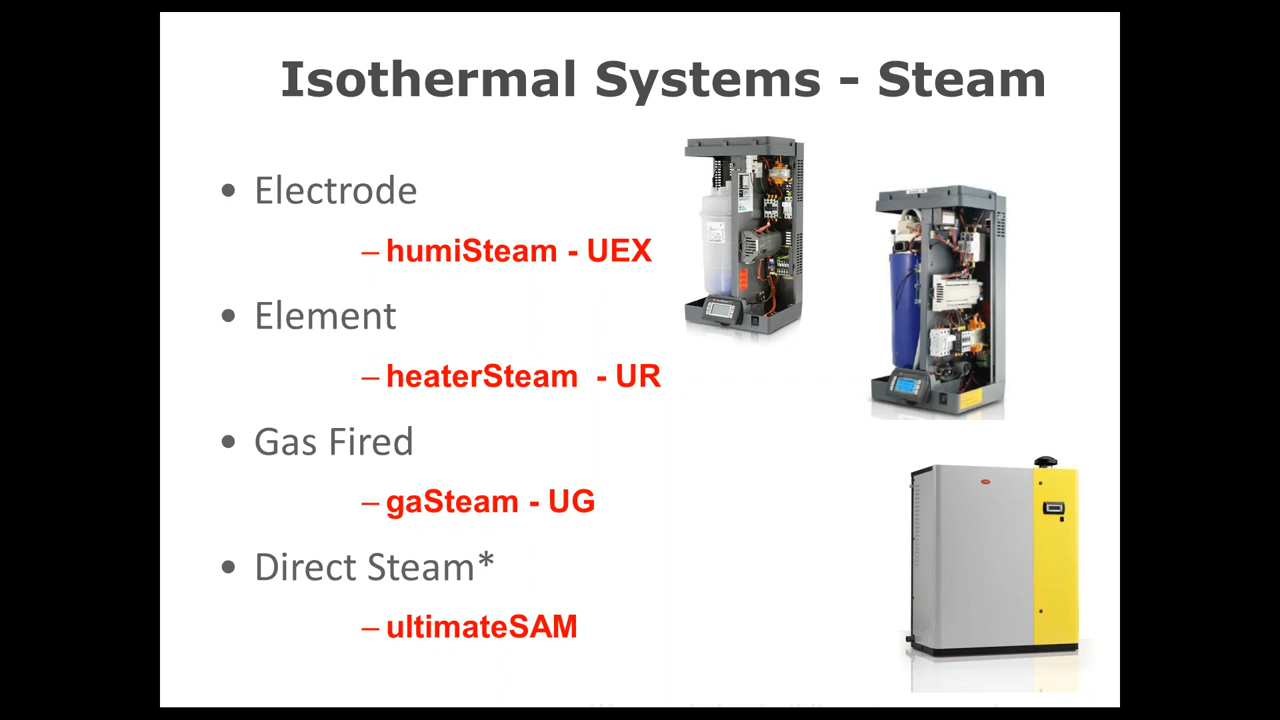 Isothermal Systems - Steam
• Electrode
– humiSteam - UEX
• Element
– heaterSteam - UR
• Gas Fired
– gaSteam - UG
• Direct Steam*
– ultimateSAM